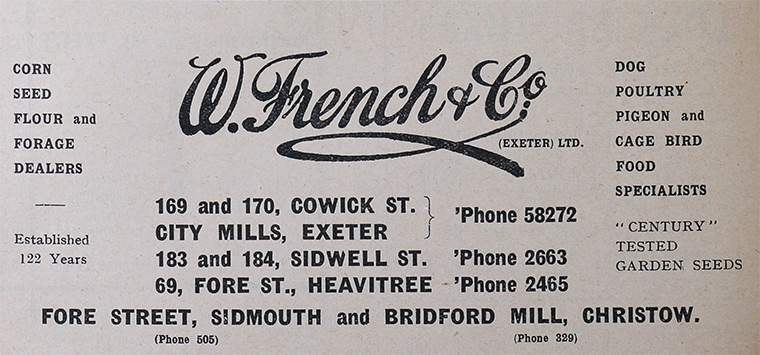 CORN
SEED
FLOUR and
FORAGE
DEALERS
Established
122 Years
W. French & Co.
(EXETER) LTD.
DOG
POULTRY
PIGEON and
CAGE BIRD
FOOD
SPECIALISTS
"CENTURY"
TESTED
GARDEN SEEDS
169 and 170, COWICK ST.
CITY MILLS, EXETER
'Phone 58272
183 and 184, SIDWELL ST. 'Phone 2663
69, FORE ST., HEAVITREE 'Phone 2465
FORE STREET, SIDMOUTH and BRIDFORD MILL, CHRISTOW.
(Phone 505) (Phone 329)